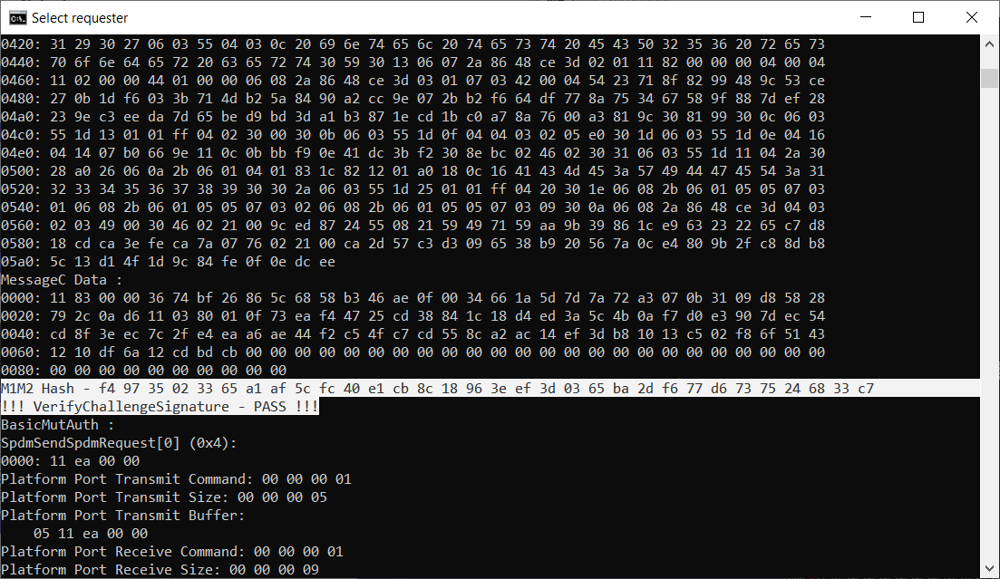 Select requester
0420: 31 29 30 27 06 03 55 04 03 0c 20 69 6e 74 65 6c 20 74 65 73 74 20 45 43 50 32 35 36 20 72 65 73
0440: 70 6f 6e 64 65 72 20 63 65 72 74 30 59 30 13 06 07 2a 86 48 ce 3d 02 01 11 82 00 00 00 04 00 04
0460: 11 02 00 00 44 01 00 00 06 08 2a 86 48 ce 3d 03 01 07 03 42 00 04 54 23 71 8f 82 99 48 9c 53 ce
0480: 27 0b 1d f6 03 3b 71 4d b2 5a 84 90 a2 cc 9e 07 2b b2 f6 64 df 77 8a 75 34 67 58 9f 88 7d ef 28
04a0: 23 9e c3 ee da 7d 65 be d9 bd 3d a1 b3 87 1e cd 1b c0 a7 8a 76 00 a3 81 9c 30 81 99 30 0c 06 03
04c0: 55 1d 13 01 01 ff 04 02 30 00 30 0b 06 03 55 1d 0f 04 04 03 02 05 e0 30 1d 06 03 55 1d 0e 04 16
04e0: 04 14 07 b0 66 9e 11 0c 0b bb f9 0e 41 dc 3b f2 30 8e bc 02 46 02 30 31 06 03 55 1d 11 04 2a 30
0500: 28 a0 26 06 0a 2b 06 01 04 01 83 1c 82 12 01 a0 18 0c 16 41 43 4d 45 3a 57 49 44 47 45 54 3a 31
0520: 32 33 34 35 36 37 38 39 30 30 2a 06 03 55 1d 25 01 01 ff 04 20 30 1e 06 08 2b 06 01 05 05 07 03
0540: 01 06 08 2b 06 01 05 05 07 03 02 06 08 2b 06 01 05 05 07 03 09 30 0a 06 08 2a 86 48 ce 3d 04 03
0560: 02 03 49 00 30 46 02 21 00 9c ed 87 24 55 08 21 59 49 71 59 aa 9b 39 86 1c e9 63 23 22 65 c7 d8
0580: 18 cd ca 3e fe ca 7a 07 76 02 21 00 ca 2d 57 c3 d3 09 65 38 b9 20 56 7a 0c e4 80 9b 2f c8 8d b8
05a0: 5c 13 d1 4f 1d 9c 84 fe 0f 0e dc ee
MessageC Data :
0000: 11 83 00 00 36 74 bf 26 86 5c 68 58 b3 46 ae 0f 00 34 66 1a 5d 7d 7a 72 a3 07 0b 31 09 d8 58 28
0020: 79 2c 0a d6 11 03 80 01 0f 73 ea f4 47 25 cd 38 84 1c 18 d4 ed 3a 5c 4b 0a f7 d0 e3 90 7d ec 54
0040: cd 8f 3e ec 7c 2f e4 ea a6 ae 44 f2 c5 4f c7 cd 55 8c a2 ac 14 ef 3d b8 10 13 c5 02 f8 6f 51 43
0060: 12 10 df 6a 12 cd bd cb 00 00 00 00 00 00 00 00 00 00 00 00 00 00 00 00 00 00 00 00 00 00 00 00
0080: 00 00 00 00 00 00 00 00 00 00
M1M2 Hash - f4 97 35 02 33 65 a1 af 5c fc 40 e1 cb 8c 18 96 3e ef 3d 03 65 ba 2d f6 77 d6 73 75 24 68 33 c7
!!! VerifyChallengeSignature - PASS !!!
BasicMutAuth :
SpdmSendSpdmRequest[0] (0x4):
0000: 11 ea 00 00
Platform Port Transmit Command: 00 00 00 01
Platform Port Transmit Size: 00 00 00 05
Platform Port Transmit Buffer:
05 11 ea 00 00
Platform Port Receive Command: 00 00 00 01
Platform Port Receive Size: 00 00 00 09